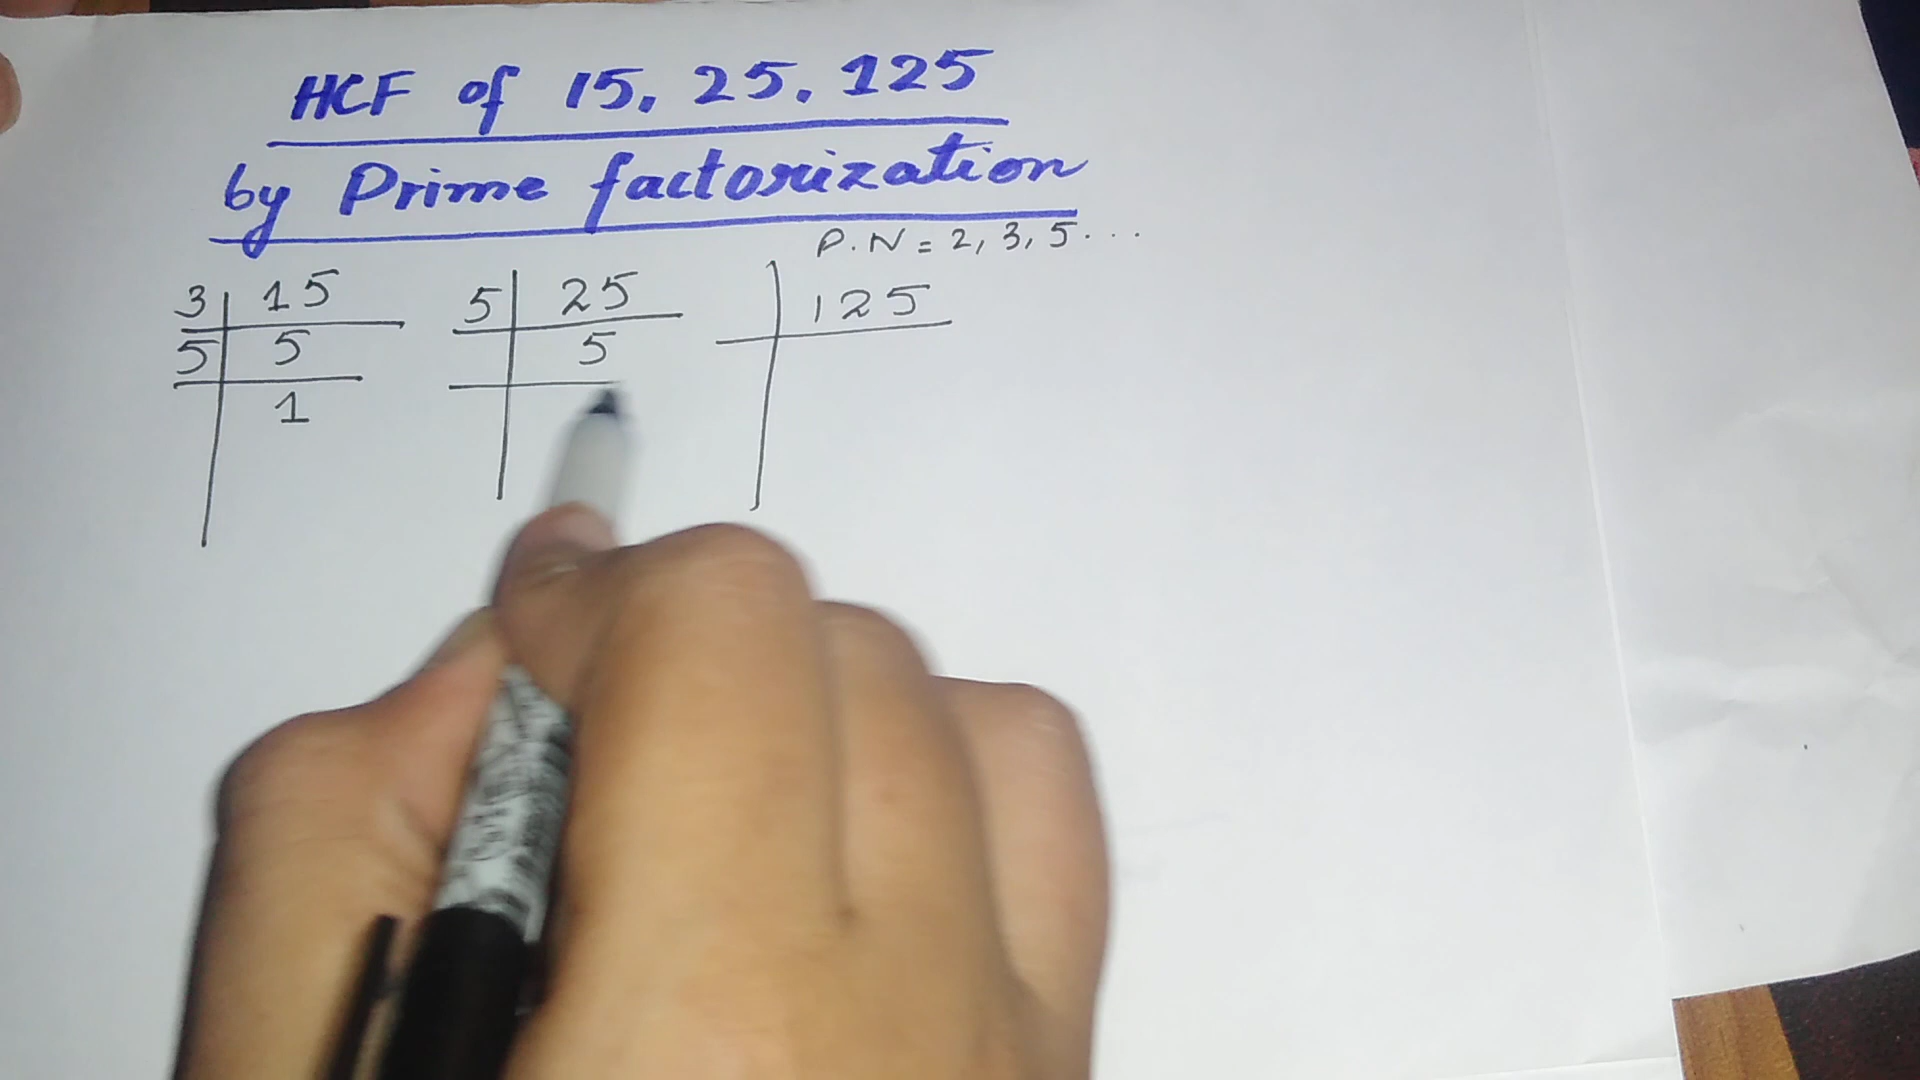 HCF of 15, 25, 125
by Prime factorization
P.N = 2, 3, 5...
3 15
5 5
1
5 25
5
125